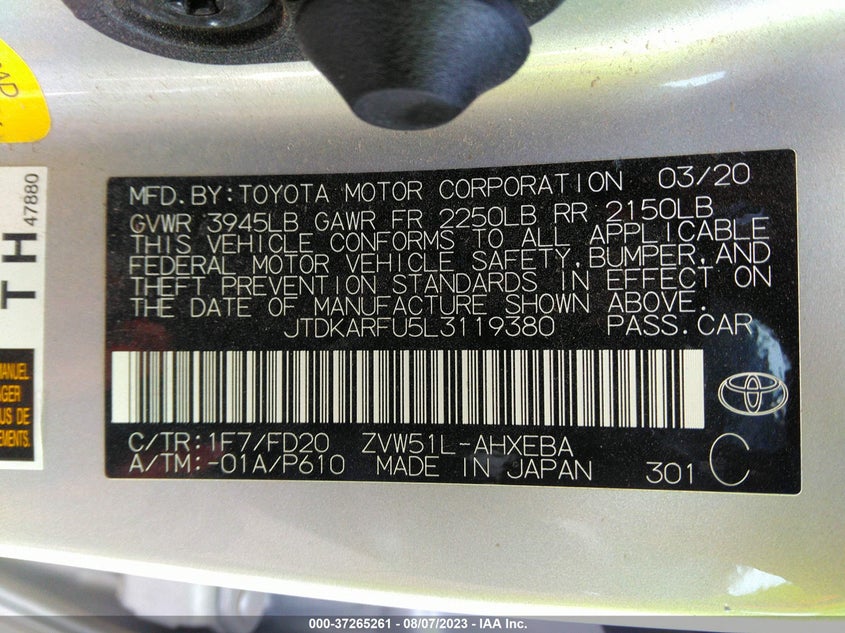 MFD.BY:TOYOTA MOTOR CORPORATION 03/20
GVWR 3945LB GAWR FR 2250LB RR 2150LB
THIS VEHICLE CONFORMS TO ALL APPLICABLE
FEDERAL MOTOR VEHICLE SAFETY,BUMPER,AND
THEFT PREVENTION STANDARDS IN EFFECT ON
THE DATE OF MANUFACTURE SHOWN ABOVE.
JTDKARFU5L3119380 PASS.CAR
C/TR:1F7/FD20 ZVW51L-AHXEBA
A/TM:-01A/P610 MADE IN JAPAN 301 C
TH
47880
MANUEL
US DE
000-37265261 - 08/07/2023 - IAA Inc.